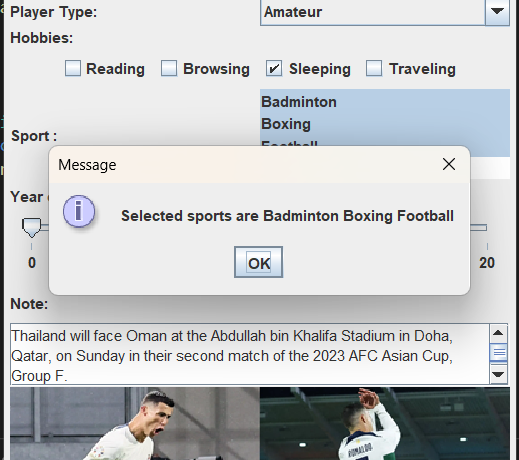 Player Type:
Amateur
Hobbies:
Reading
Browsing
Sleeping
Traveling
Badminton
Boxing
Sport :
Football
Message
Selected sports are Badminton Boxing Football
OK
Year
0
20
Note:
Thailand will face Oman at the Abdullah bin Khalifa Stadium in Doha,
Qatar, on Sunday in their second match of the 2023 AFC Asian Cup,
Group F.
RONALDO